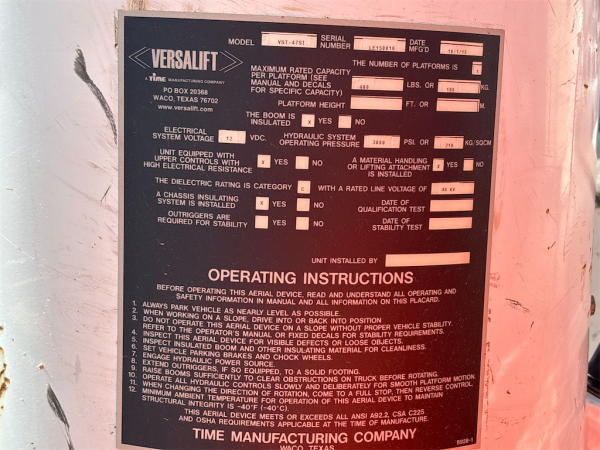 MODEL VST-47SI SERIAL NUMBER DATE MFG'D
VERSALIFT
A TIME MANUFACTURING COMPANY
PO BOX 20368
WACO, TEXAS 76702
www.versalift.com
THE NUMBER OF PLATFORMS IS 1
MAXIMUM RATED CAPACITY
PER PLATFORM (SEE
MANUAL AND DECALS
FOR SPECIFIC CAPACITY) LBS. OR KG.
PLATFORM HEIGHT FT. OR M.
THE BOOM IS
INSULATED X YES NO
ELECTRICAL
SYSTEM VOLTAGE 12 VDC.
HYDRAULIC SYSTEM
OPERATING PRESSURE 3000 PSI. OR 210 KG/SQCM
UNIT EQUIPPED WITH
UPPER CONTROLS WITH
HIGH ELECTRICAL RESISTANCE X YES NO
A MATERIAL HANDLING
OR LIFTING ATTACHMENT
IS INSTALLED X YES NO
THE DIELECTRIC RATING IS CATEGORY C WITH A RATED LINE VOLTAGE OF 46 KV
A CHASSIS INSULATING
SYSTEM IS INSTALLED X YES NO
DATE OF
QUALIFICATION TEST
OUTRIGGERS ARE
REQUIRED FOR STABILITY YES NO
DATE OF
STABILITY TEST
UNIT INSTALLED BY
OPERATING INSTRUCTIONS
BEFORE OPERATING THIS AERIAL DEVICE, READ AND UNDERSTAND ALL OPERATING AND
SAFETY INFORMATION IN MANUAL AND ALL INFORMATION ON THIS PLACARD.
1. ALWAYS PARK VEHICLE AS NEARLY LEVEL AS POSSIBLE.
2. WHEN WORKING ON A SLOPE, DRIVE INTO OR BACK INTO POSITION
3. DO NOT OPERATE THIS AERIAL DEVICE ON A SLOPE WITHOUT PROPER VEHICLE STABILITY.
REFER TO THE OPERATOR'S MANUAL OR FIXED DECALS FOR STABILITY REQUIREMENTS.
4. INSPECT THIS AERIAL DEVICE FOR VISIBLE DEFECTS OR LOOSE OBJECTS.
5. INSPECT INSULATED BOOM AND OTHER INSULATING MATERIAL FOR CLEANLINESS.
6. SET VEHICLE PARKING BRAKES AND CHOCK WHEELS.
7. ENGAGE HYDRAULIC POWER SOURCE.
8. EXTEND OUTRIGGERS, IF SO EQUIPPED, TO A SOLID FOOTING.
9. RAISE BOOMS SUFFICIENTLY TO CLEAR OBSTRUCTIONS ON TRUCK BEFORE ROTATING.
10. OPERATE ALL HYDRAULIC CONTROLS SLOWLY AND DELIBERATELY FOR SMOOTH PLATFORM MOTION.
11. WHEN CHANGING THE DIRECTION OF ROTATION, COME TO A FULL STOP, THEN REVERSE CONTROL
12. MINIMUM AMBIENT TEMPERATURE FOR OPERATION OF THIS AERIAL DEVICE TO MAINTAIN
STRUCTURAL INTEGRITY IS -40°F (-40°C).
THIS AERIAL DEVICE MEETS OR EXCEEDS ALL ANSI A92.2, CSA C225
AND OSHA REQUIREMENTS APPLICABLE AT THE TIME OF MANUFACTURE.
TIME MANUFACTURING COMPANY
WACO, TEXAS